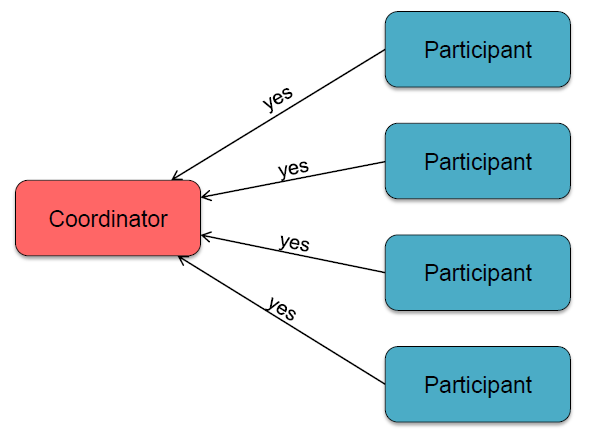 Participant
yes
Participant
yes
Coordinator
yes
Participant
yes
Participant